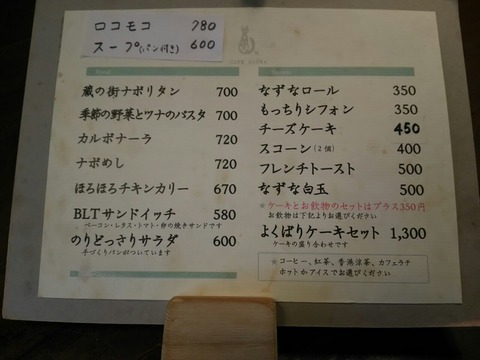 ロコモコ 780
スープ(パン付き) 600
蔵の街ナポリタン 700
季節の野菜とツナのパスタ 700
カルボナーラ 720
ナポめし 720
ほろほろチキンカリー 670
BLTサンドイッチ 580
ベーコン・レタス・トマト・卵の焼きサンドです
のりどっさりサラダ 600
手づくりパンがついています
なずなロール 350
もっちりシフォン 350
チーズケーキ 450
スコーン(2個) 400
フレンチトースト 500
なずな白玉 500
★ケーキとお飲物のセットはプラス350円
お飲物は下記よりお選びください
よくばりケーキセット 1,300
ケーキの盛り合わせです
★コーヒー、紅茶、香港涼茶、カフェラテ
ホットかアイスでお選びください